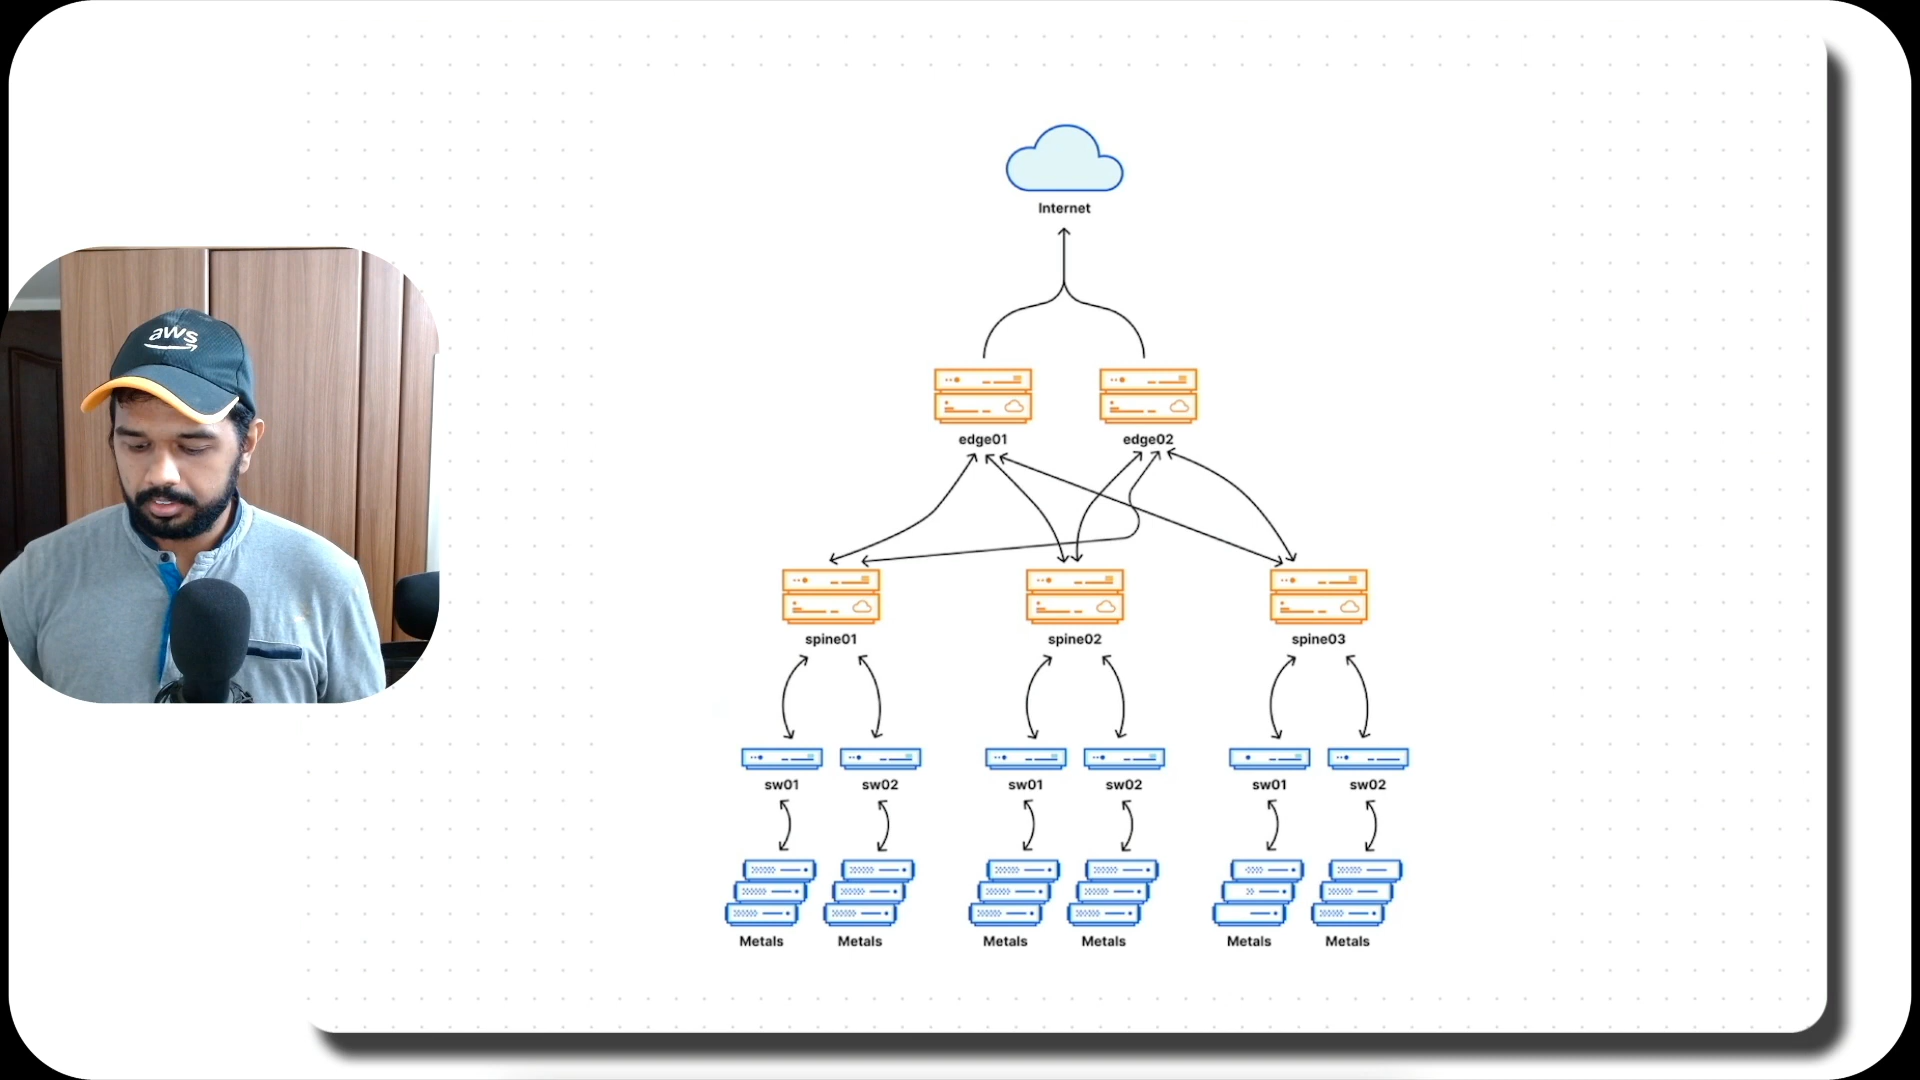 Internet
edge01 edge02
spine01 spine02 spine03
sw01 sw02 sw01 sw02 sw01 sw02
Metals Metals Metals Metals Metals Metals
aws